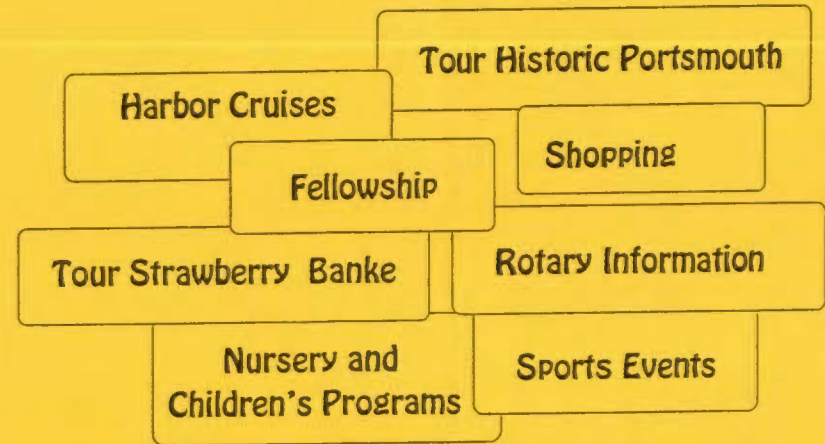 Tour Historic Portsmouth
Harbor Cruises
Shopping
Fellowship
Rotary Information
Tour Strawberry Banke
Nursery and
Children's Programs
Sports Events